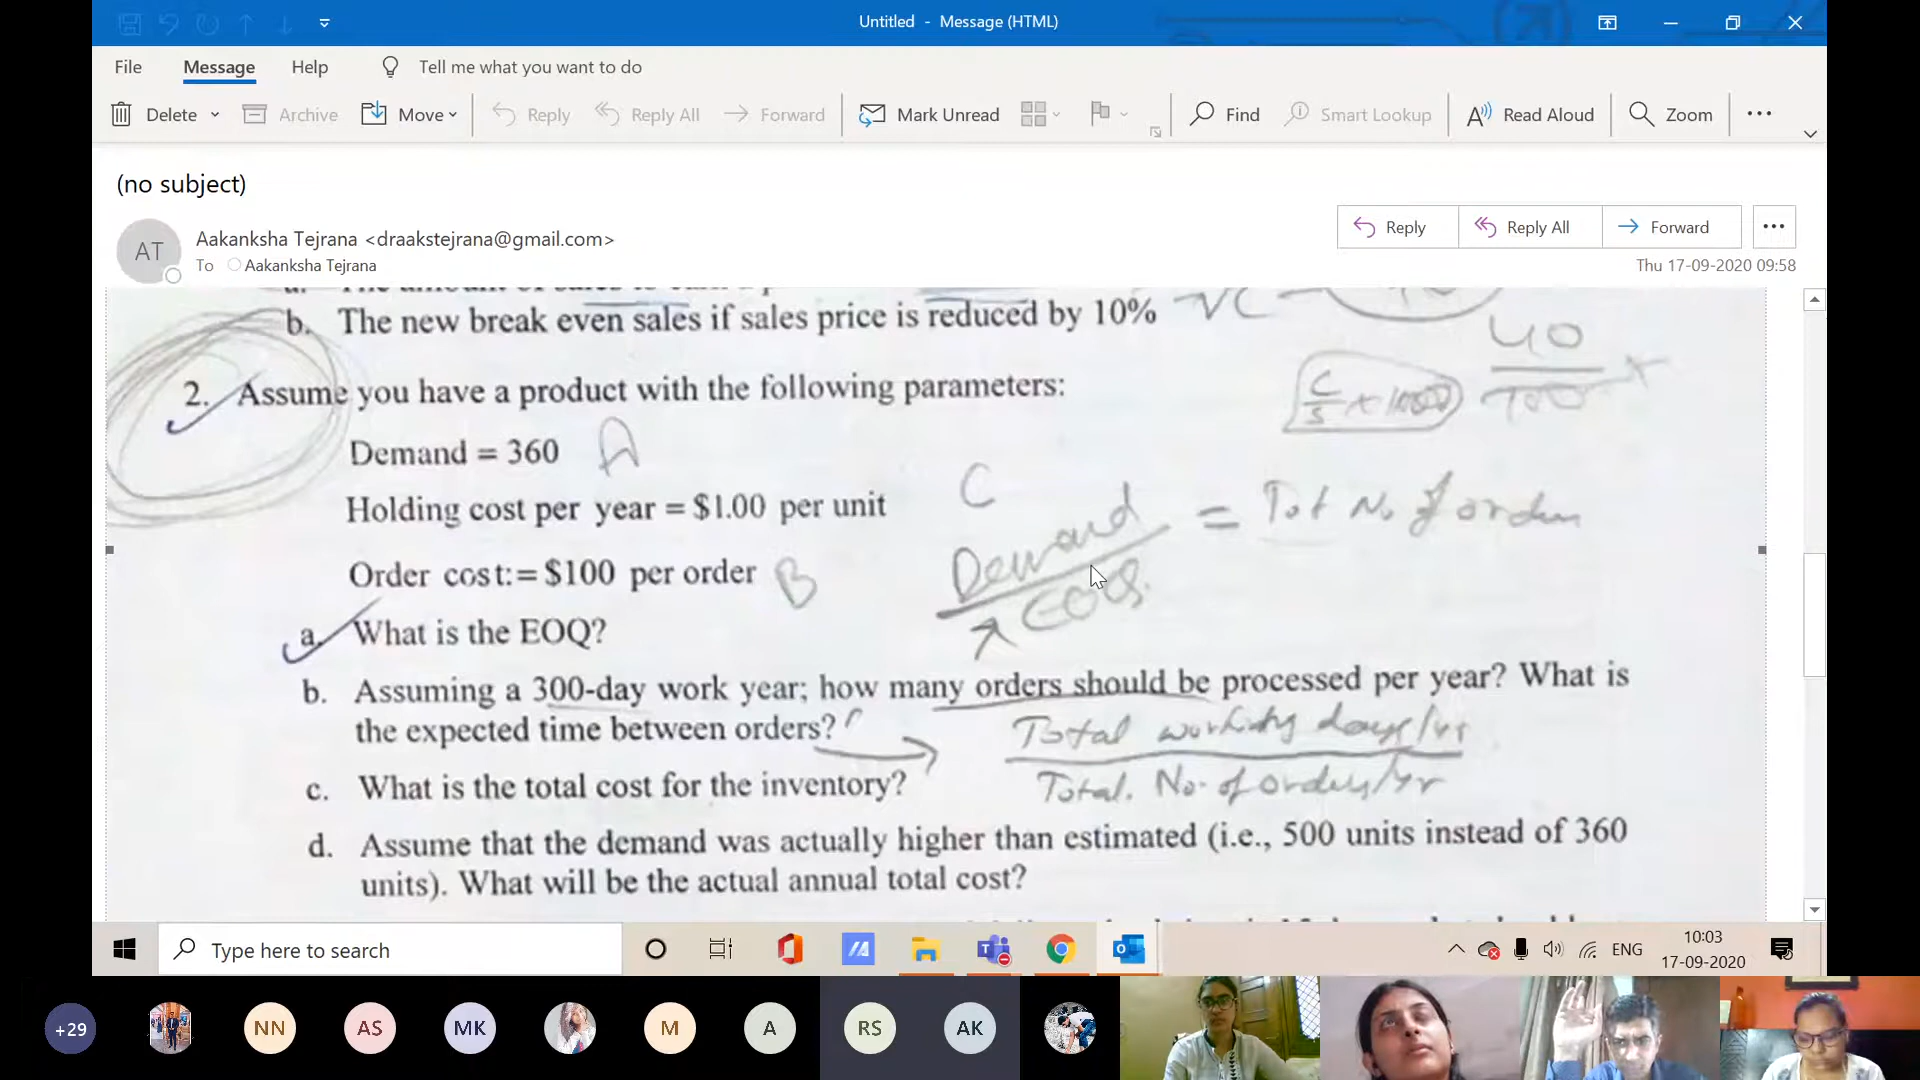 Untitled - Message (HTML)
File Message Help Tell me what you want to do
Delete Archive Move Reply Reply All Forward Mark Unread Find Smart Lookup Read Aloud Zoom
(no subject)
AT
Aakanksha Tejrana <draakstejrana@gmail.com>
To Aakanksha Tejrana
Reply Reply All Forward
Thu 17-09-2020 09:58
b. The new break even sales if sales price is reduced by 10% VC
40
100
C/S x 100
2. Assume you have a product with the following parameters:
Demand = 360 A
Holding cost per year = $1.00 per unit C
Order cost:= $100 per order B
Demand = Tot No of orders
EOQ
a. What is the EOQ?
b. Assuming a 300-day work year; how many orders should be processed per year? What is
the expected time between orders?
Total working days/yr
Total. No. of orders/yr
c. What is the total cost for the inventory?
d. Assume that the demand was actually higher than estimated (i.e., 500 units instead of 360
units). What will be the actual annual total cost?
Type here to search
ENG
10:03
17-09-2020
+29 NN AS MK M A RS AK